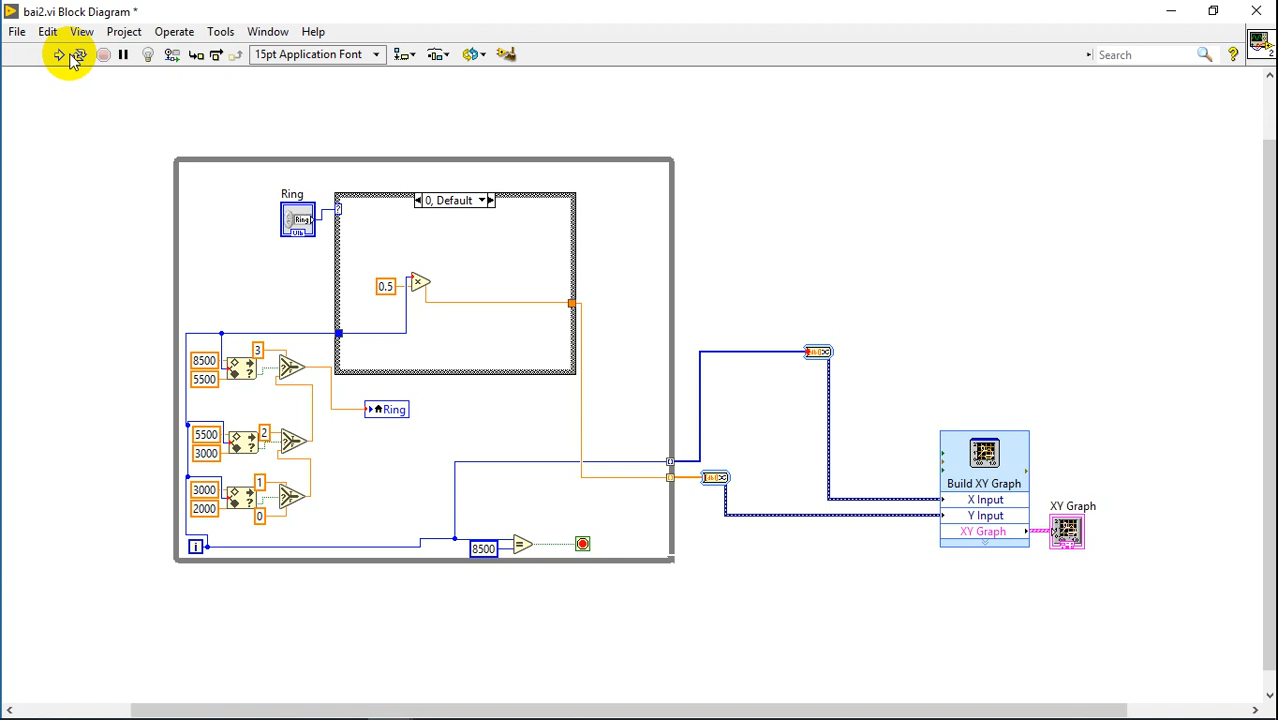 bai2.vi Block Diagram *
File Edit View Project Operate Tools Window Help
15pt Application Font
Search
2
Ring
Ring
0, Default
?
0.5
×
8500
5500
3
?
Ring
5500
3000
2
?
3000
2000
1
0
?
i
8500
=
Build XY Graph
X Input
Y Input
XY Graph
XY Graph